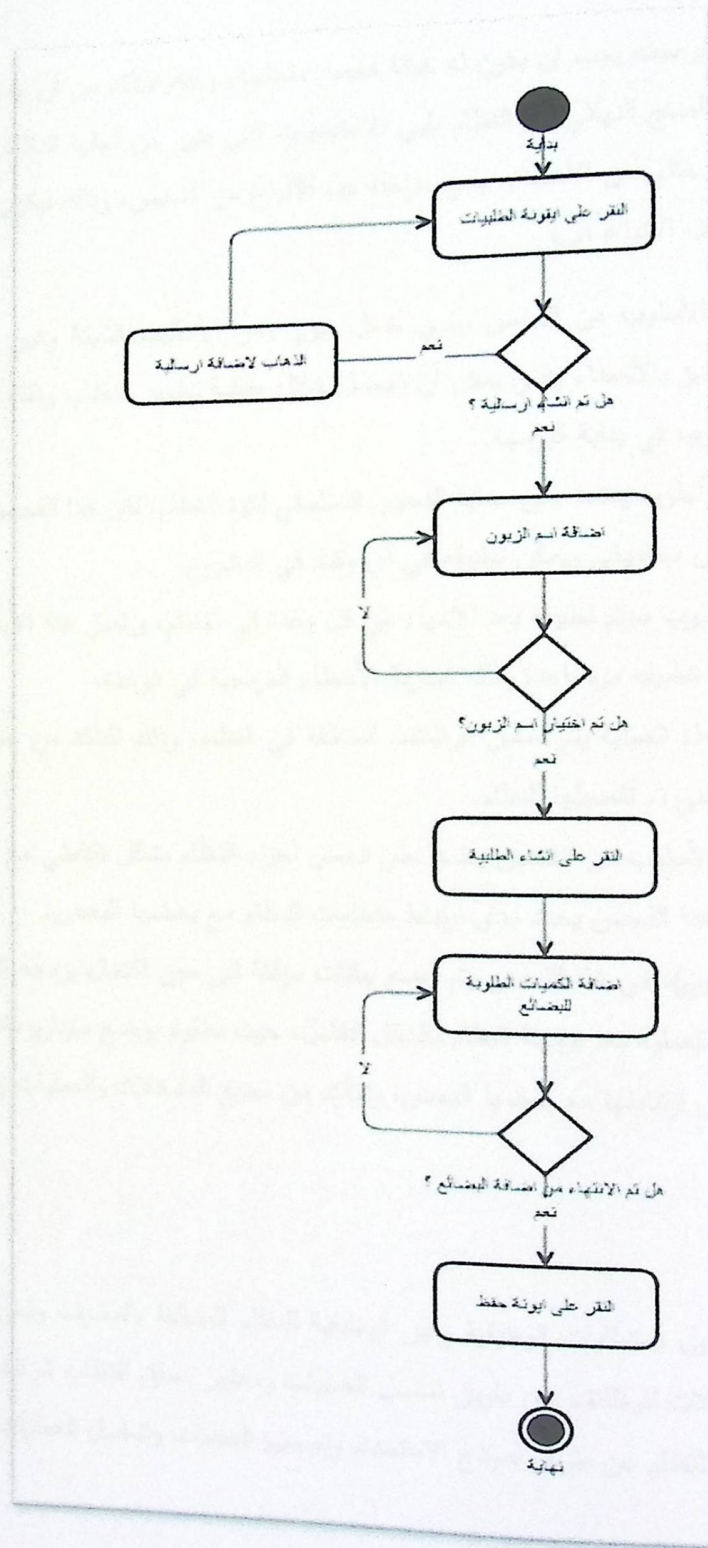 بداية
النقر على ايقونة الطلبيات
نعم
الذهاب لاضافة ارسالية
هل تم انشاء ارسالية ؟
نعم
اضافة اسم الزبون
لا
هل تم اختيار اسم الزبون؟
نعم
النقر على انشاء الطلبية
اضافة الكميات الطلوبة
للبضائع
لا
هل تم الانتهاء من اضافة البضائع ؟
نعم
النقر على ايونة حفظ
نهاية